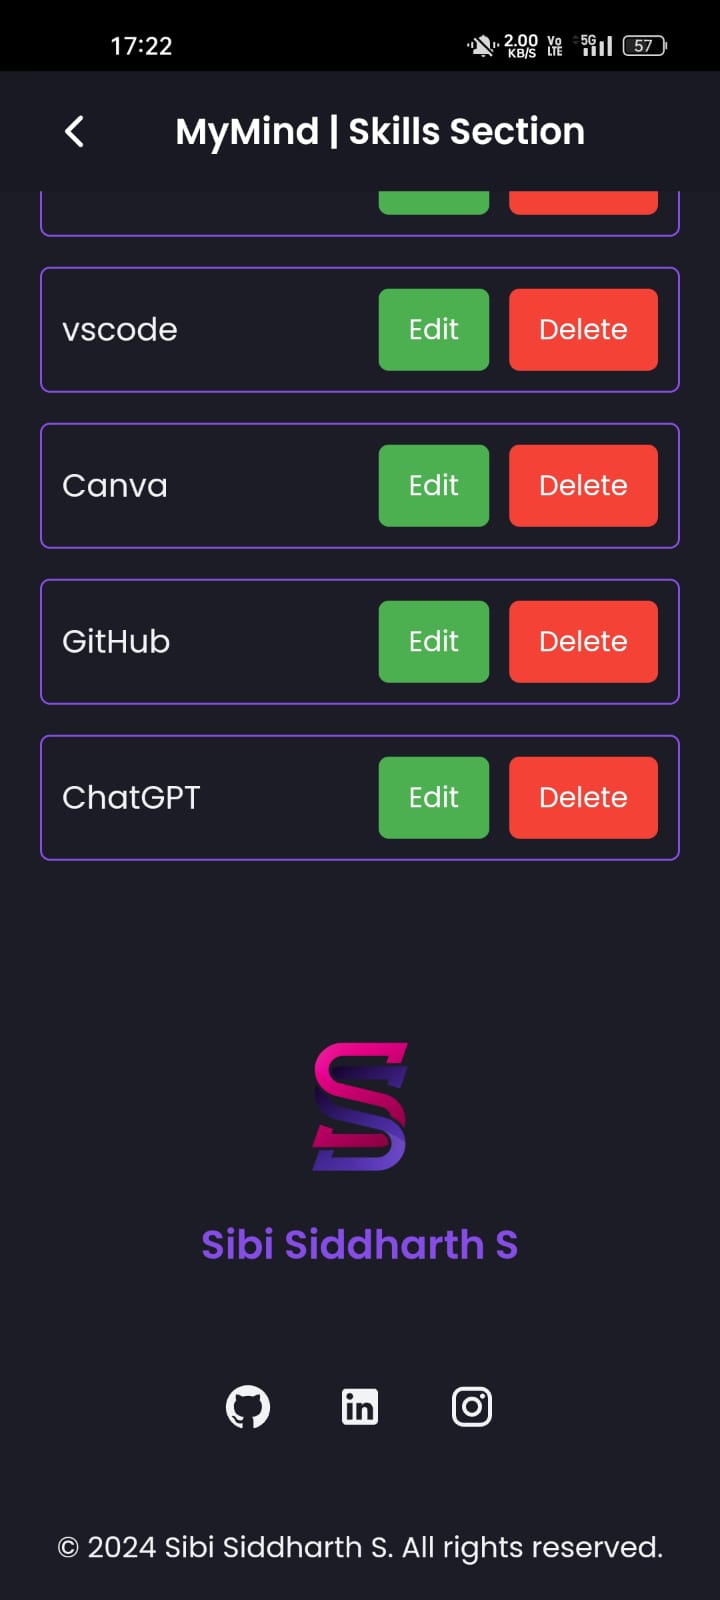 17:22 2.00 KB/S Vo LTE 5G 57
MyMind | Skills Section
vscode Edit Delete
Canva Edit Delete
GitHub Edit Delete
ChatGPT Edit Delete
Sibi Siddharth S
in
© 2024 Sibi Siddharth S. All rights reserved.